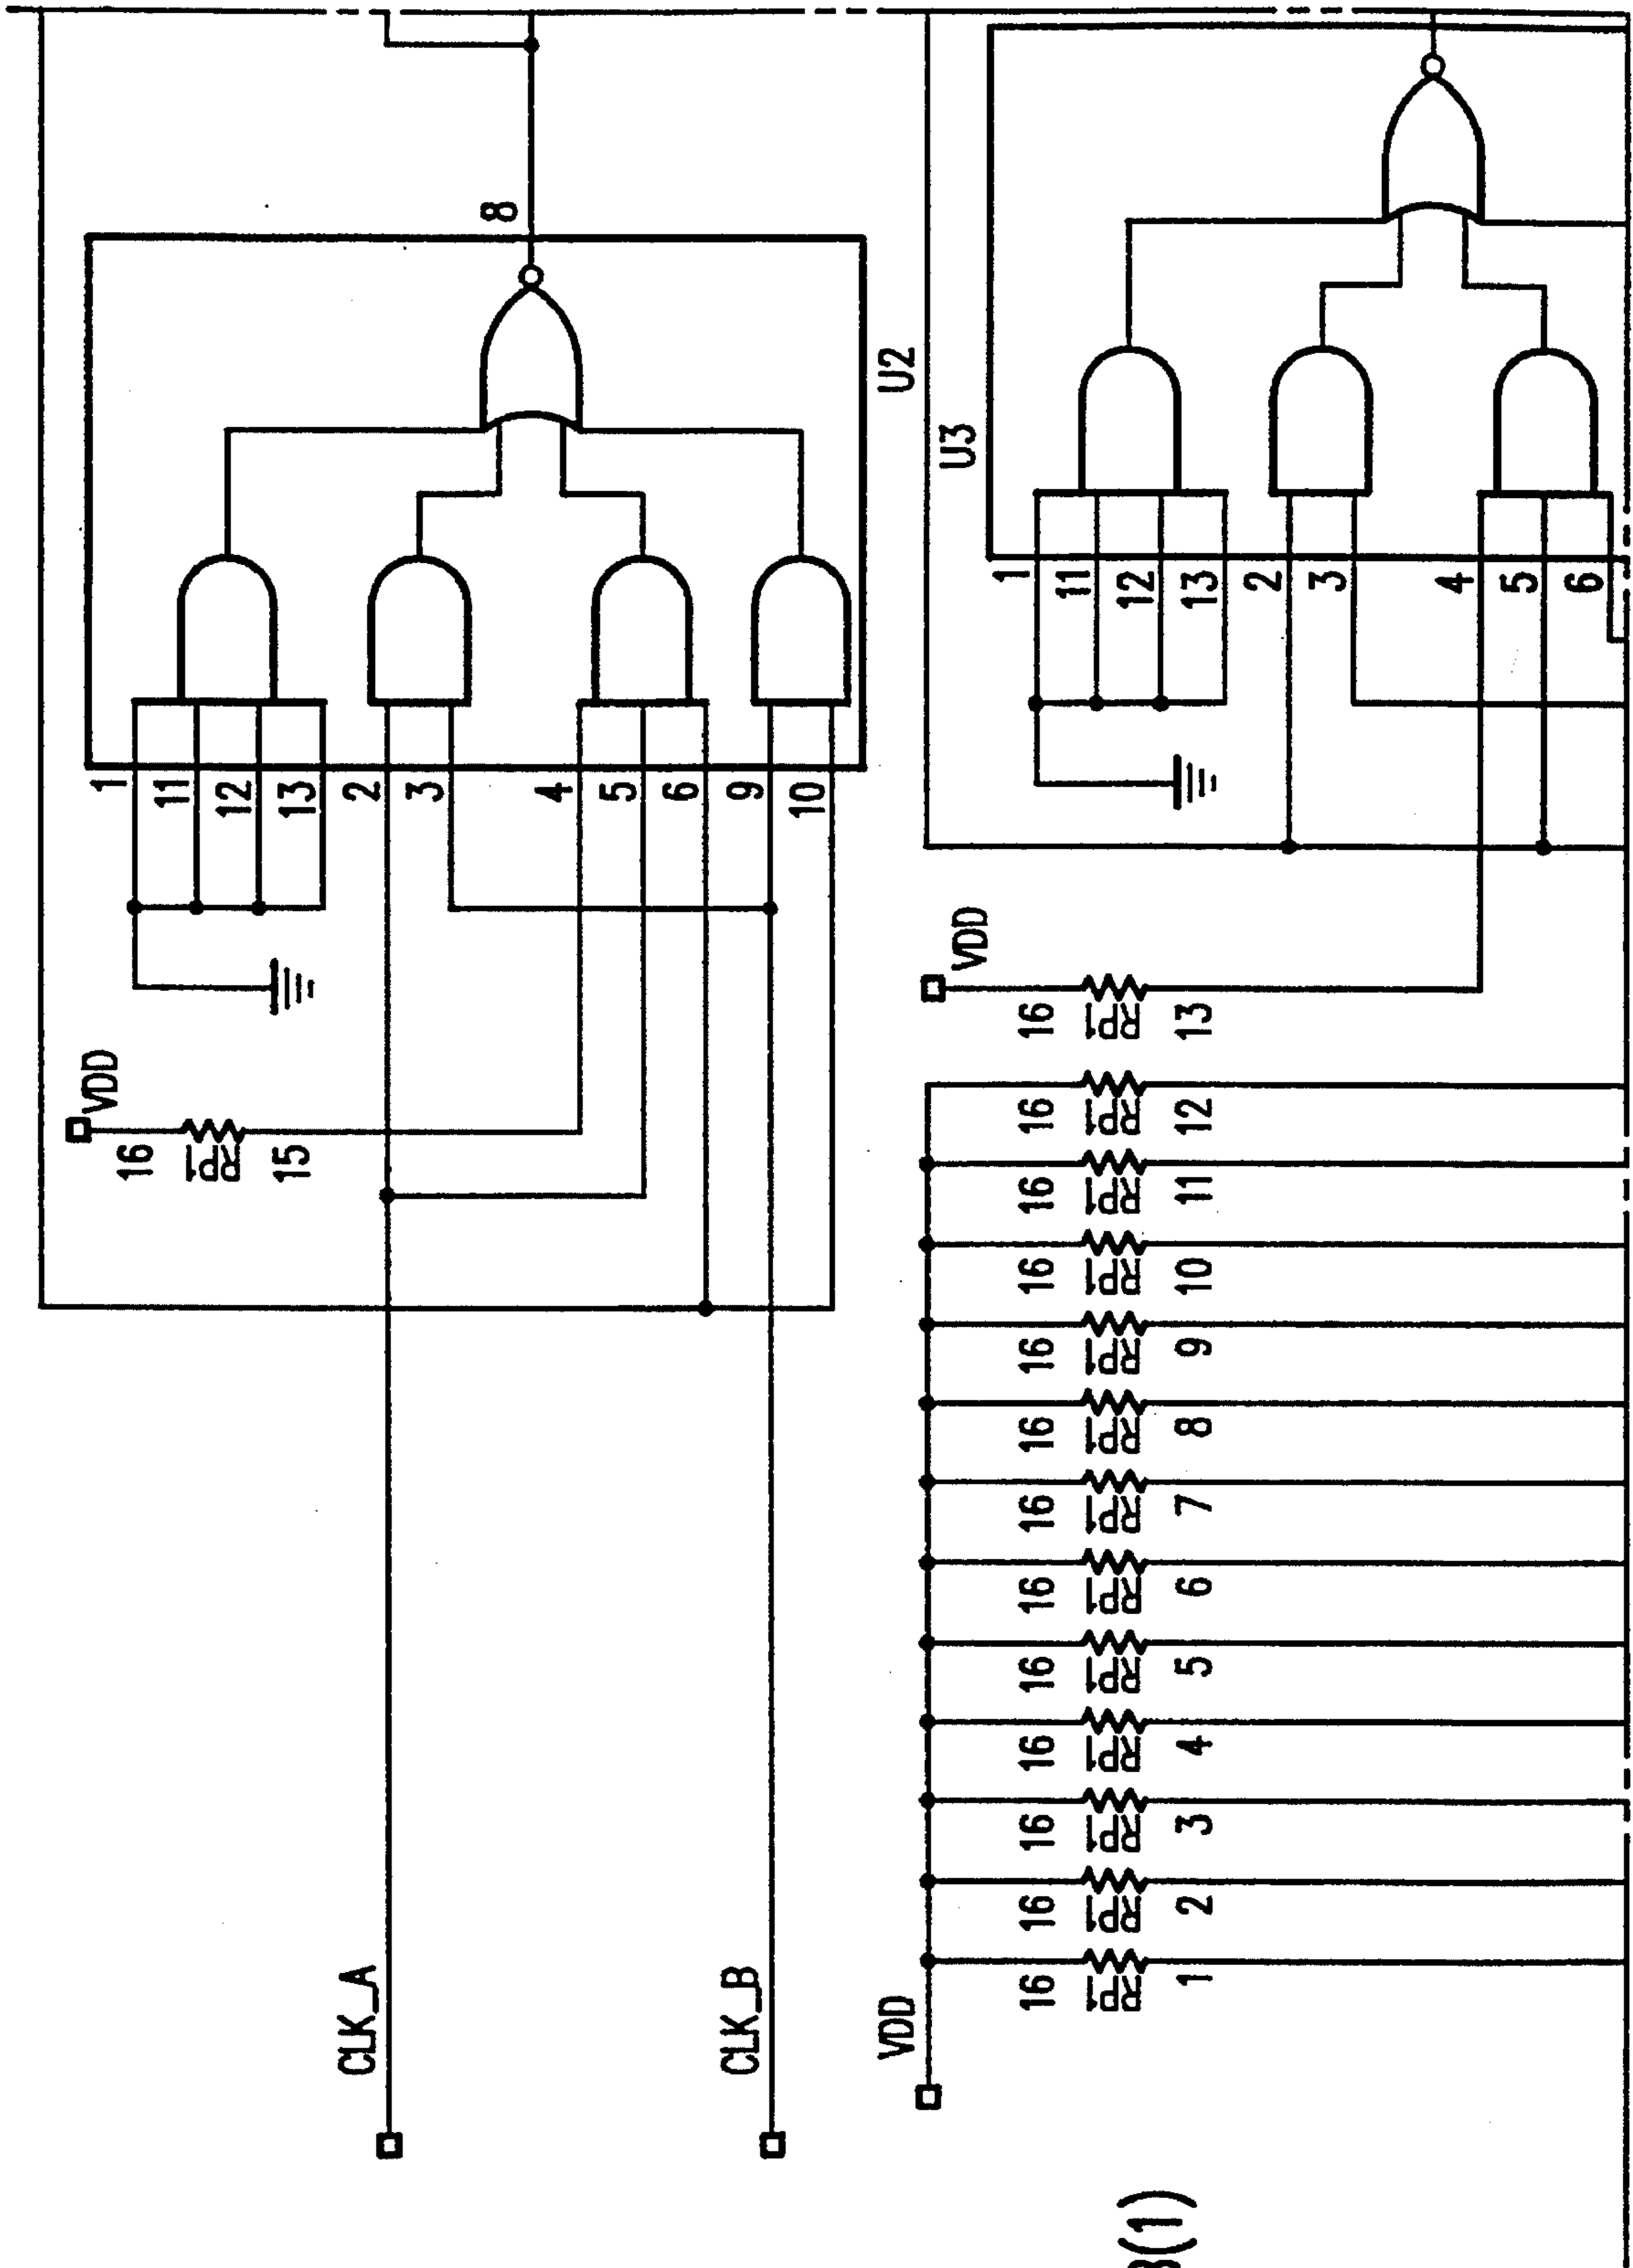 CLK_A
CLK_B
VDD
16 RP1 15
1
11
12
13
2
3
4
5
6
9
10
8
U2
VDD
16 RP1 1
16 RP1 2
16 RP1 3
16 RP1 4
16 RP1 5
16 RP1 6
16 RP1 7
16 RP1 8
16 RP1 9
16 RP1 10
16 RP1 11
16 RP1 12
VDD
16 RP1 13
1
11
12
13
2
3
4
5
6
U3
(1)